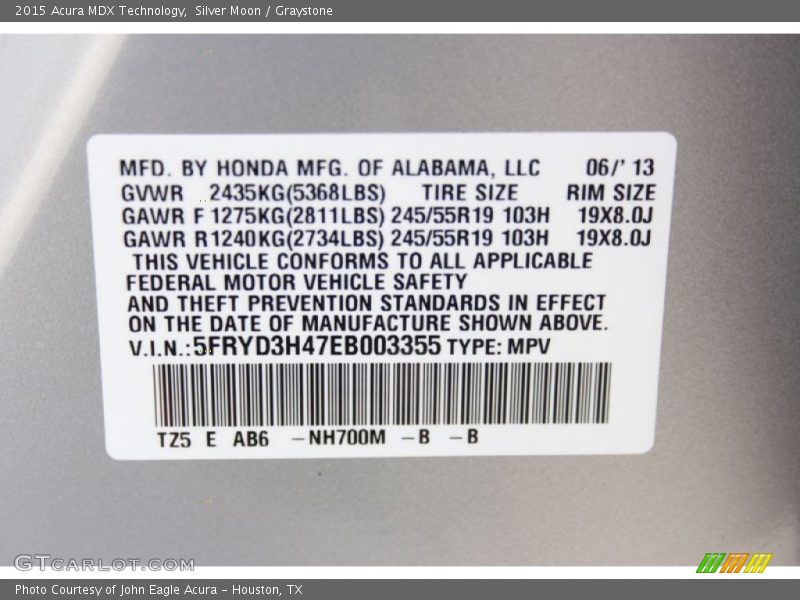 2015 Acura MDX Technology, Silver Moon / Graystone
MFD. BY HONDA MFG. OF ALABAMA, LLC 06/' 13
GVWR 2435KG(5368LBS) TIRE SIZE RIM SIZE
GAWR F 1275KG(2811LBS) 245/55R19 103H 19X8.0J
GAWR R1240KG(2734LBS) 245/55R19 103H 19X8.0J
THIS VEHICLE CONFORMS TO ALL APPLICABLE
FEDERAL MOTOR VEHICLE SAFETY
AND THEFT PREVENTION STANDARDS IN EFFECT
ON THE DATE OF MANUFACTURE SHOWN ABOVE.
V.I.N.:5FRYD3H47EB003355 TYPE: MPV
TZ5 E AB6 –NH700M –B –B
GTCARLOT.COM
Photo Courtesy of John Eagle Acura - Houston, TX